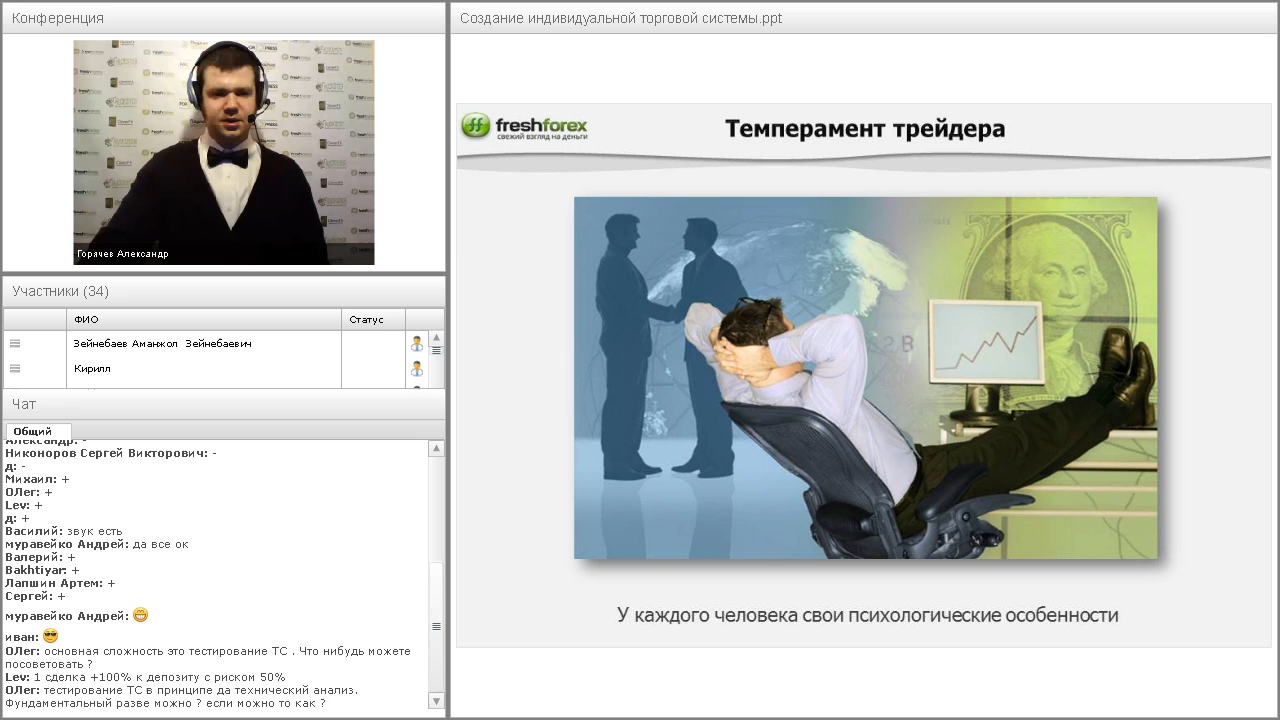 Конференция
Горячев Александр
Участники (34)
ФИО
Статус
Зейнебаев Аманжол Зейнебаевич
Кирилл
Чат
Общий
Александр: -
Никоноров Сергей Викторович: -
д: -
Михаил: +
ОЛег: +
Lev: +
д: +
Василий: звук есть
муравейко Андрей: да все ок
Валерий: +
Bakhtiyar: +
Лапшин Артем: +
Сергей: +
муравейко Андрей:
иван:
ОЛег: основная сложность это тестирование ТС . Что нибудь можете
посоветовать ?
Lev: 1 сделка +100% к депозиту с риском 50%
ОЛег: тестирование ТС в принципе да технический анализ.
Фундаментальный разве можно ? если можно то как ?
Создание индивидуальной торговой системы.ppt
freshforex
свежий взгляд на деньги
Темперамент трейдера
У каждого человека свои психологические особенности